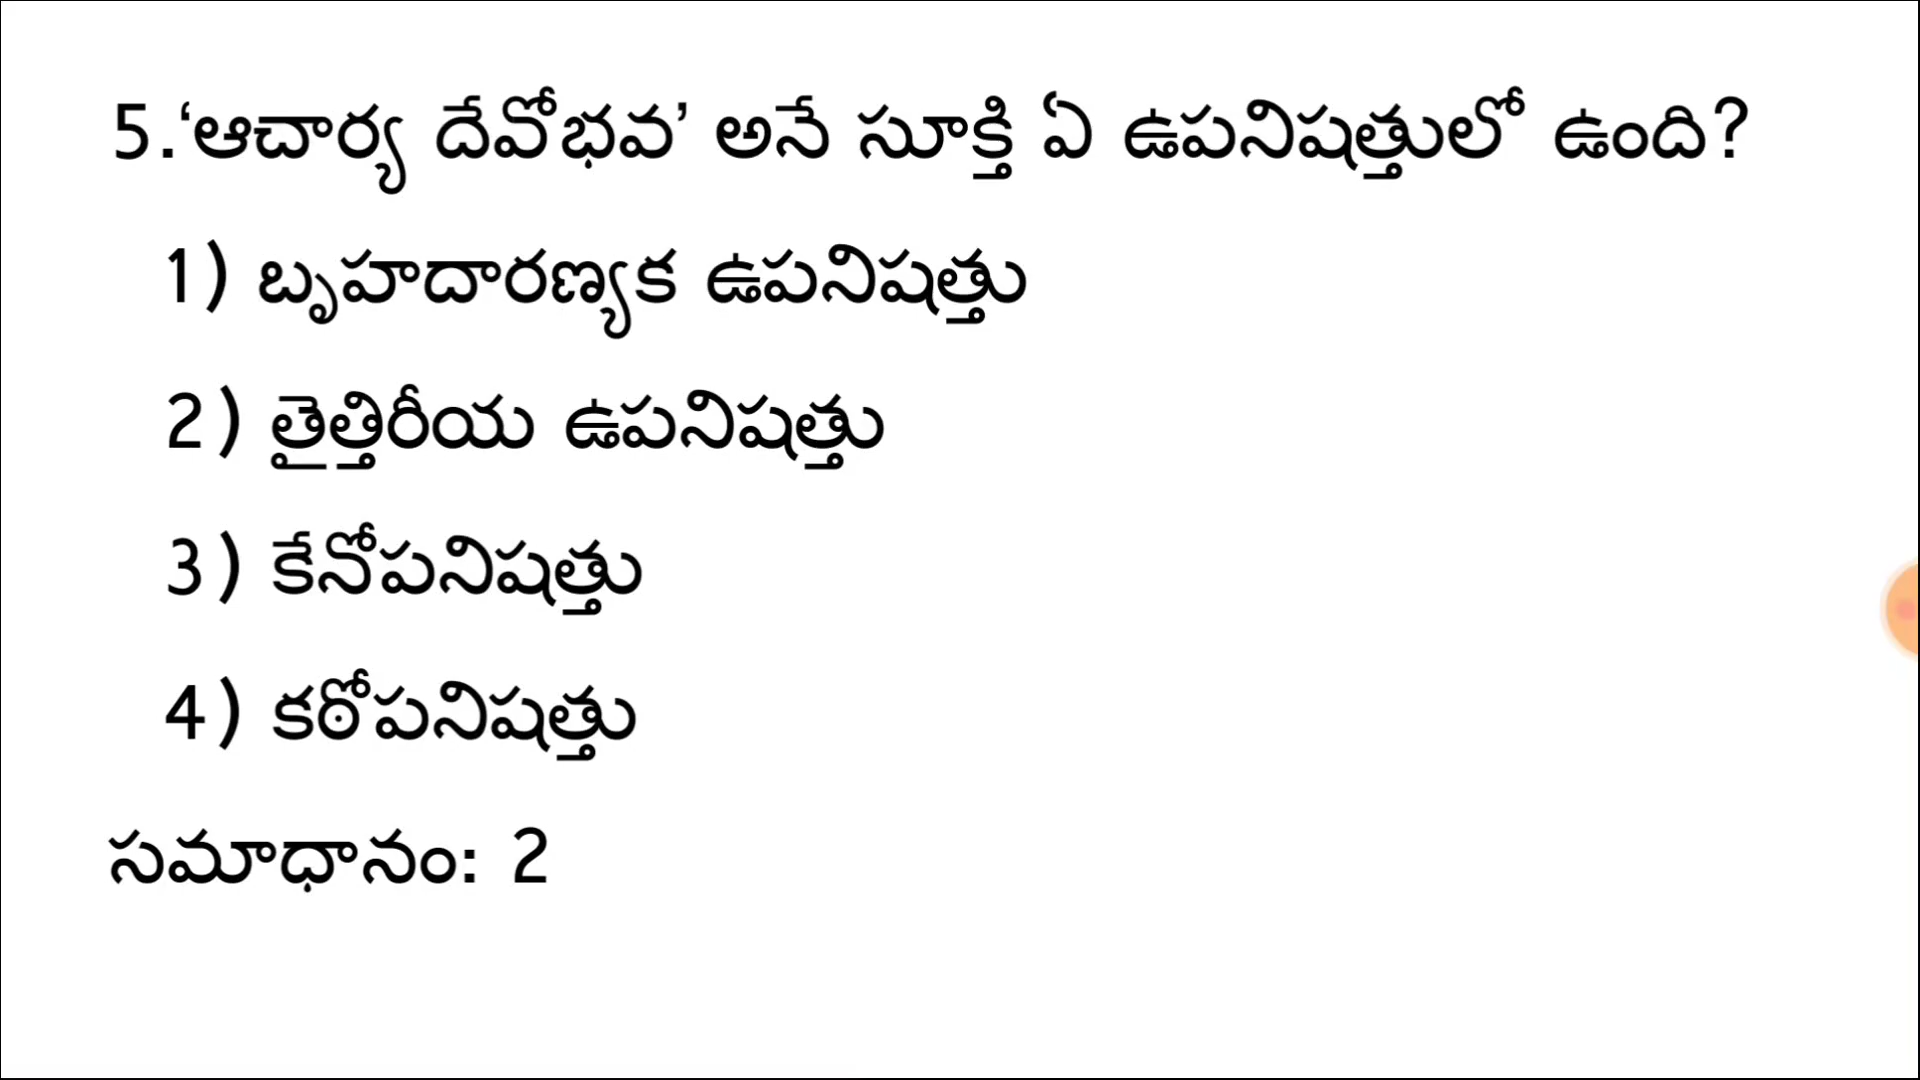 5.‘ఆచార్య దేవోభవ’ అనే సూక్తి ఏ ఉపనిషత్తులో ఉంది?
1) బృహదారణ్యక ఉపనిషత్తు
2) తైత్తిరీయ ఉపనిషత్తు
3) కేనోపనిషత్తు
4) కఠోపనిషత్తు
సమాధానం: 2